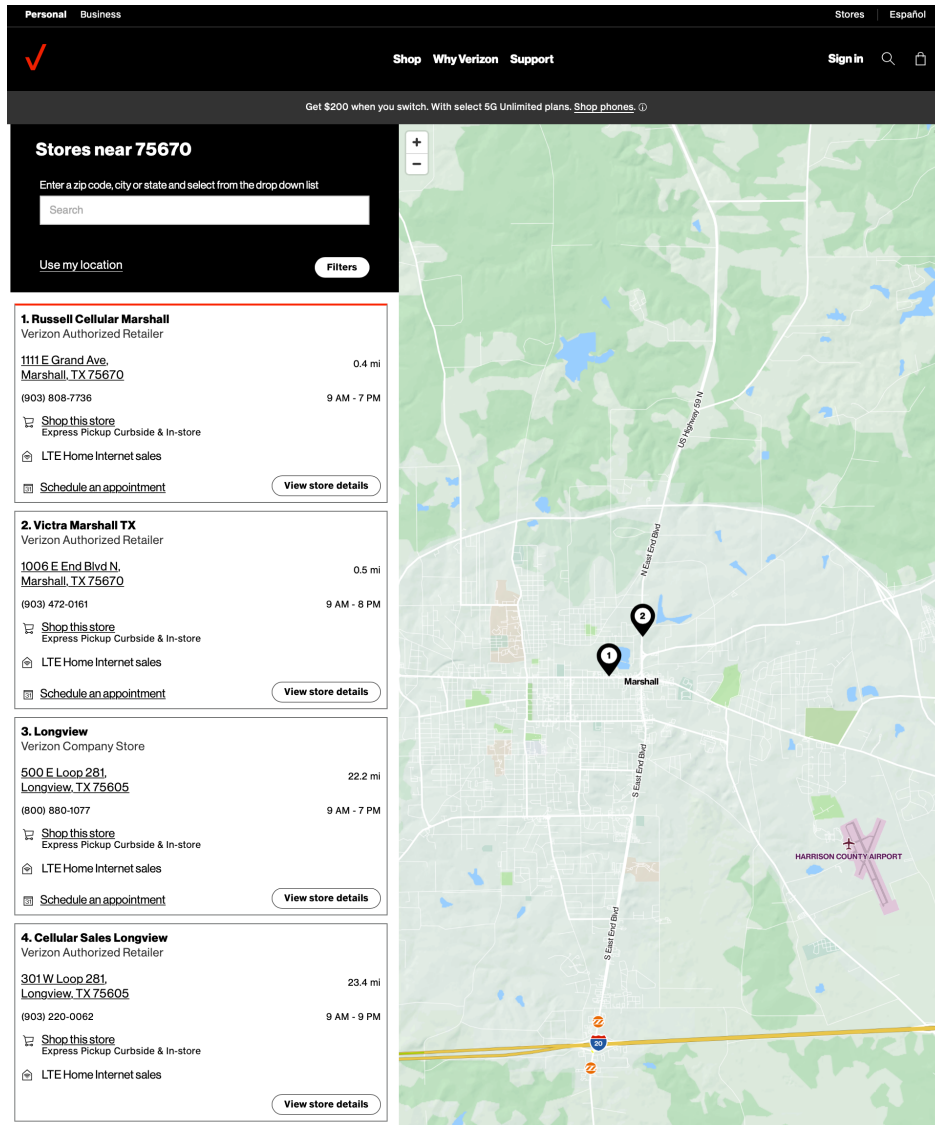 Personal Business Stores Español
Shop Why Verizon Support Sign in
Get $200 when you switch. With select 5G Unlimited plans. Shop phones.
Stores near 75670
Enter a zip code, city or state and select from the drop down list
Search
Use my location Filters
1. Russell Cellular Marshall
Verizon Authorized Retailer
1111 E Grand Ave,
Marshall, TX 75670
0.4 mi
(903) 808-7736 9 AM - 7 PM
Shop this store
Express Pickup Curbside & In-store
LTE Home Internet sales
Schedule an appointment View store details
2. Victra Marshall TX
Verizon Authorized Retailer
1006 E End Blvd N,
Marshall, TX 75670
0.5 mi
(903) 472-0161 9 AM - 8 PM
Shop this store
Express Pickup Curbside & In-store
LTE Home Internet sales
Schedule an appointment View store details
3. Longview
Verizon Company Store
500 E Loop 281,
Longview, TX 75605
22.2 mi
(800) 880-1077 9 AM - 7 PM
Shop this store
Express Pickup Curbside & In-store
LTE Home Internet sales
Schedule an appointment View store details
4. Cellular Sales Longview
Verizon Authorized Retailer
301 W Loop 281,
Longview, TX 75605
23.4 mi
(903) 220-0062 9 AM - 9 PM
Shop this store
Express Pickup Curbside & In-store
LTE Home Internet sales
View store details
+
−
US Highway 59 N
N East End Blvd
2
1
Marshall
S East End Blvd
HARRISON COUNTY AIRPORT
S East End Blvd
20